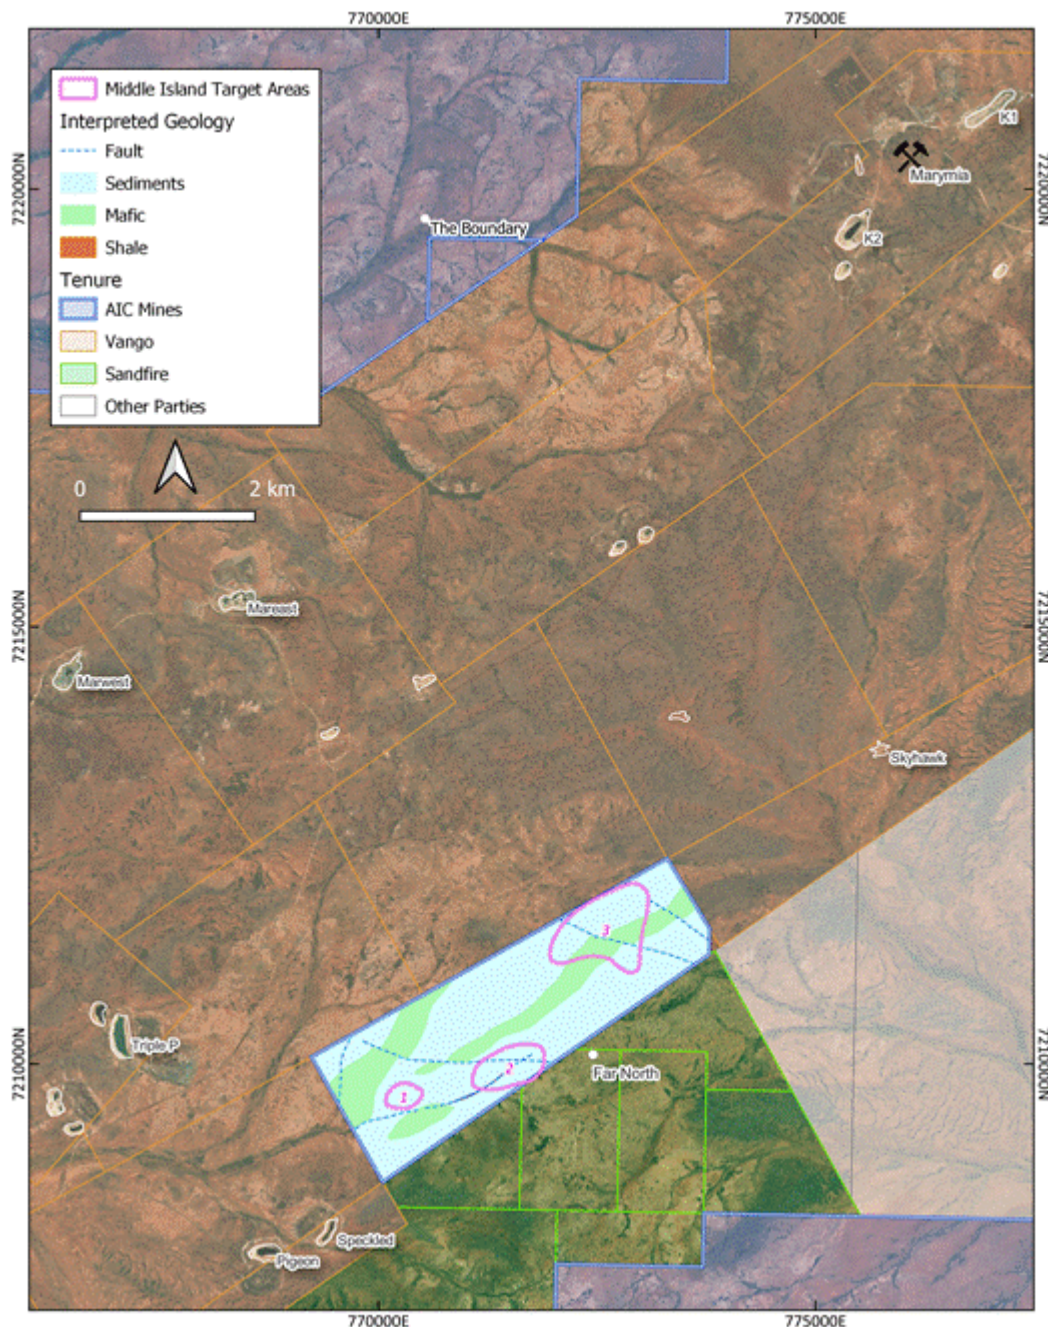 770000E
775000E
Middle Island Target Areas
Interpreted Geology
Fault
Sediments
Mafic
Shale
Tenure
AIC Mines
Vango
Sandfire
Other Parties
0
2 km
K1
Marymia
7220000N
7220000N
The Boundary
K2
Mareast
7215000N
7215000N
Marwest
Skyhawk
3
Triple P
7210000N
7210000N
2
Far North
1
Speckled
Pigeon
770000E
775000E